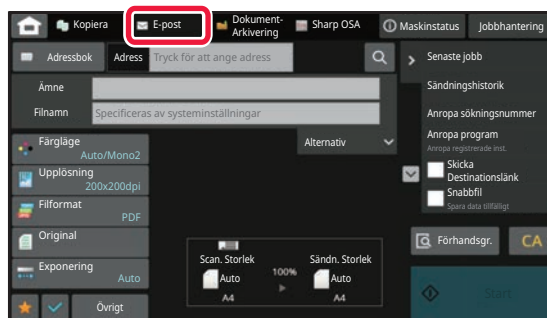 Kopiera
E-post
Dokument-
Arkivering
Sharp OSA
Maskinstatus
Jobbhantering
Adressbok
Adress
Tryck för att ange adress
Ämne
Filnamn
Specificeras av systeminställningar
Färgläge
Auto/Mono2
Upplösning
200x200dpi
Filformat
PDF
Original
Exponering
Auto
Övrigt
Alternativ
Scan. Storlek
Auto
A4
100%
Sändn. Storlek
Auto
A4
Senaste jobb
Sändningshistorik
Anropa sökningsnummer
Anropa program
Anropa registrerade inst.
Skicka
Destinationslänk
Snabbfil
Spara data tillfälligt
Förhandsgr.
CA
Start